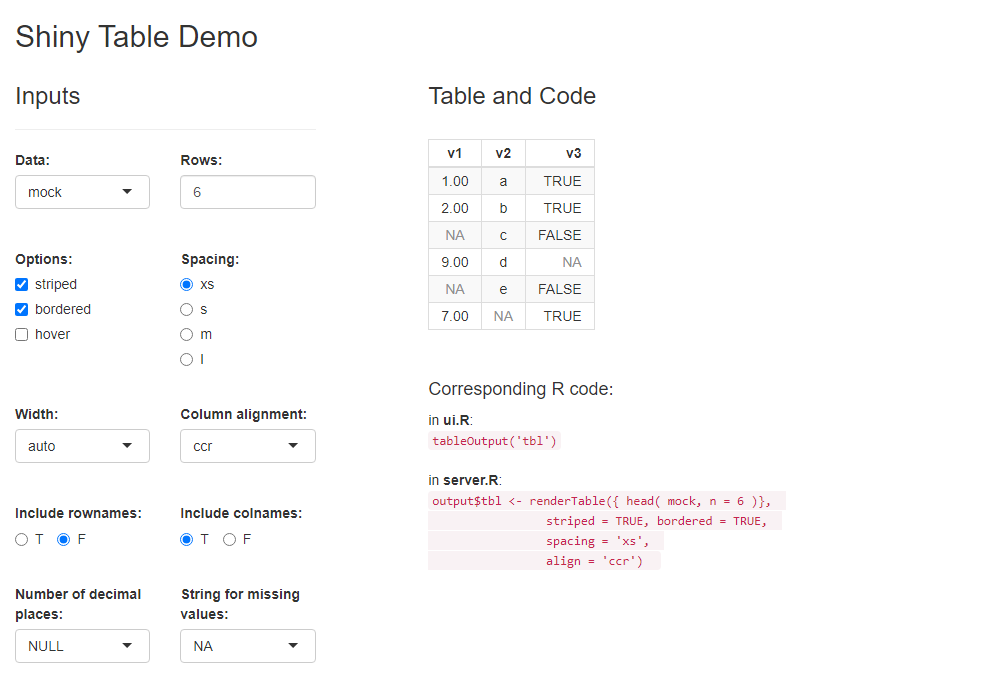 Shiny Table Demo
Inputs
Data: Rows:
mock 6
Options: Spacing:
striped xs
bordered s
hover m
l
Width: Column alignment:
auto ccr
Include rownames: Include colnames:
T F T F
Number of decimal places: String for missing values:
NULL NA
Table and Code
v1 v2 v3
1.00 a TRUE
2.00 b TRUE
NA c FALSE
9.00 d NA
NA e FALSE
7.00 NA TRUE
Corresponding R code:
in ui.R:
tableOutput('tbl')
in server.R:
output$tbl <- renderTable({ head( mock, n = 6 )},
striped = TRUE, bordered = TRUE,
spacing = 'xs',
align = 'ccr')